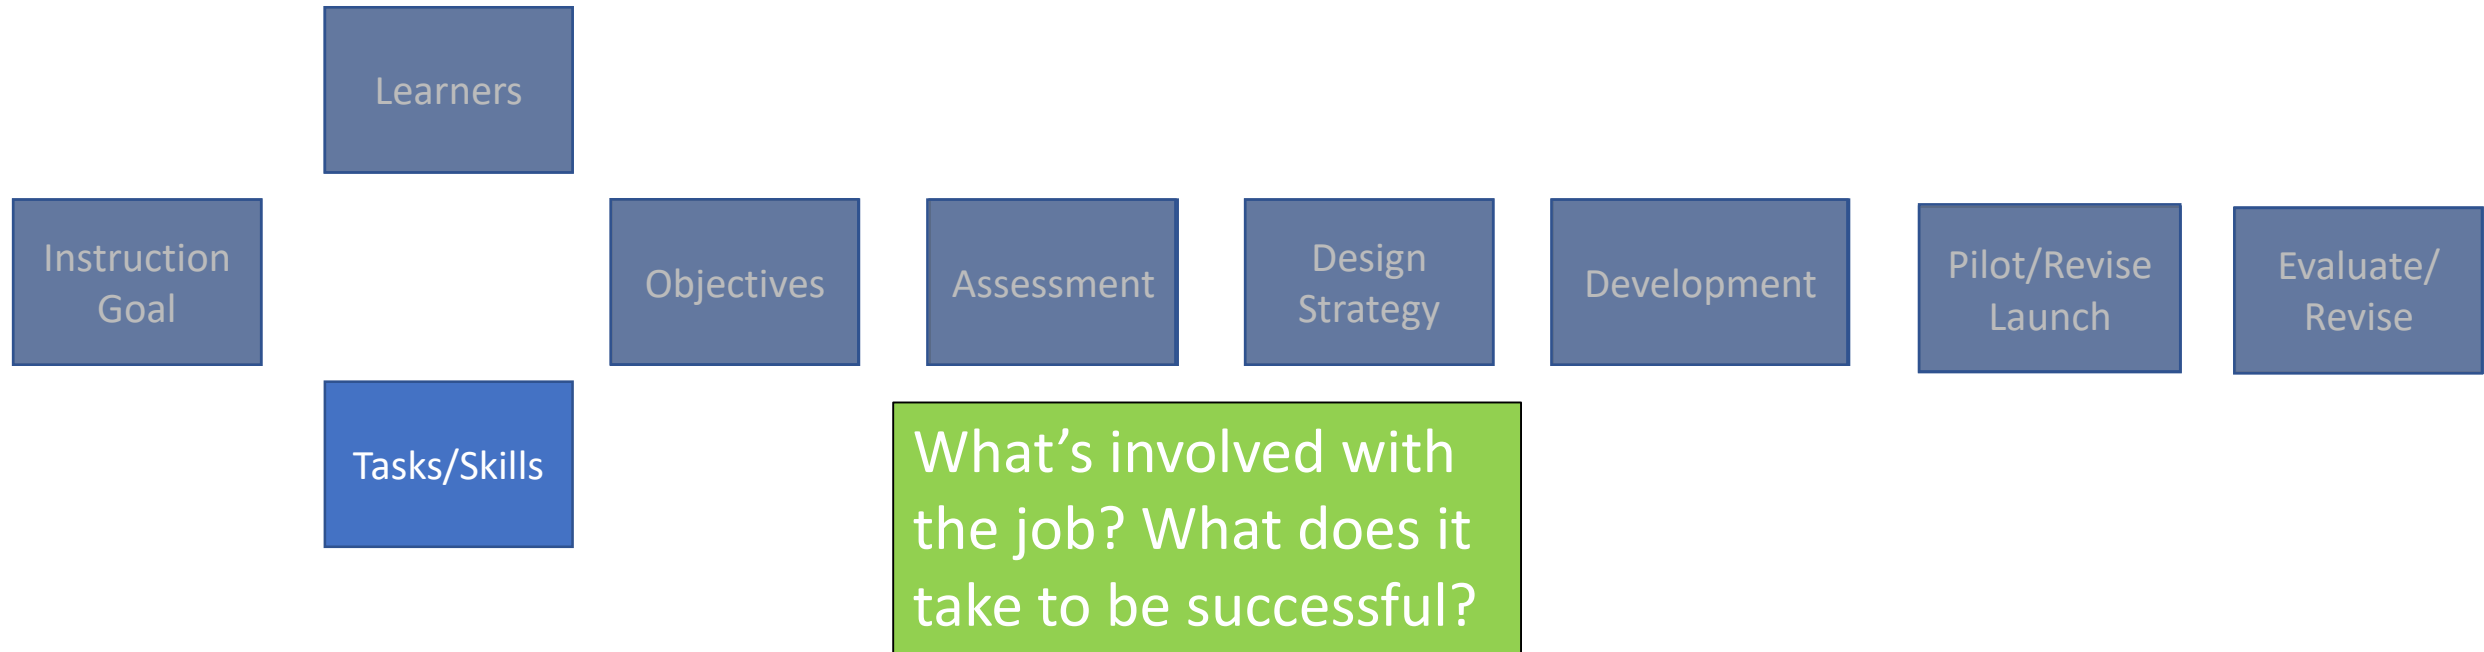 Learners
Instruction
Goal
Objectives
Assessment
Design
Strategy
Development
Pilot/Revise
Launch
Evaluate/
Revise
Tasks/Skills
What’s involved with
the job? What does it
take to be successful?